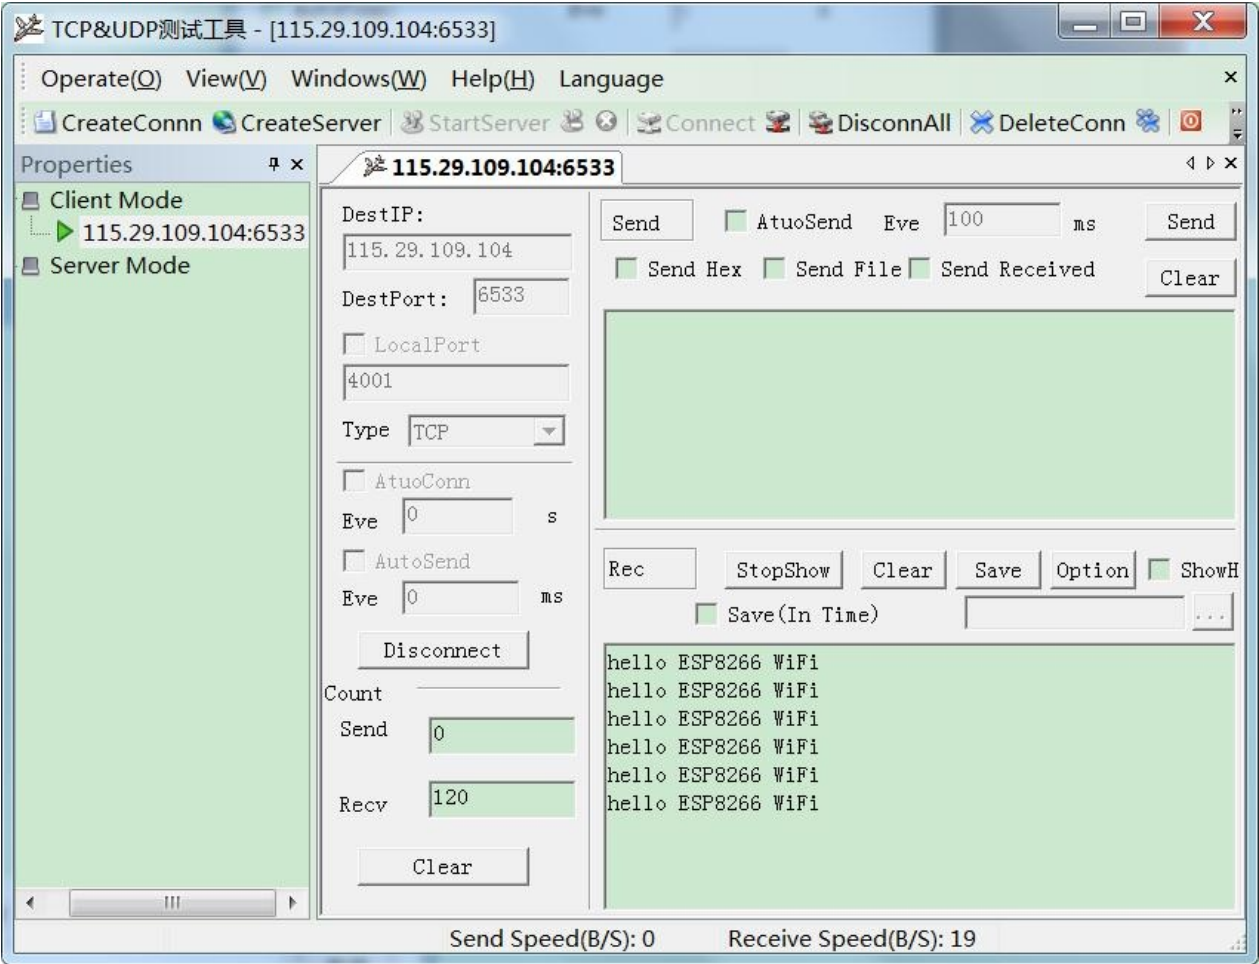 TCP&UDP测试工具 - [115.29.109.104:6533]
Operate(O) View(V) Windows(W) Help(H) Language
CreateConnn CreateServer StartServer Connect DisconnAll DeleteConn
Properties
115.29.109.104:6533
Client Mode
115.29.109.104:6533
Server Mode
DestIP:
115.29.109.104
DestPort: 6533
LocalPort
4001
Type TCP
AtuoConn
Eve 0 s
AutoSend
Eve 0 ms
Disconnect
Count
Send 0
Recv 120
Clear
Send AtuoSend Eve 100 ms Send
Send Hex Send File Send Received Clear
Rec StopShow Clear Save Option ShowH
Save(In Time) ...
hello ESP8266 WiFi
hello ESP8266 WiFi
hello ESP8266 WiFi
hello ESP8266 WiFi
hello ESP8266 WiFi
hello ESP8266 WiFi
Send Speed(B/S): 0 Receive Speed(B/S): 19